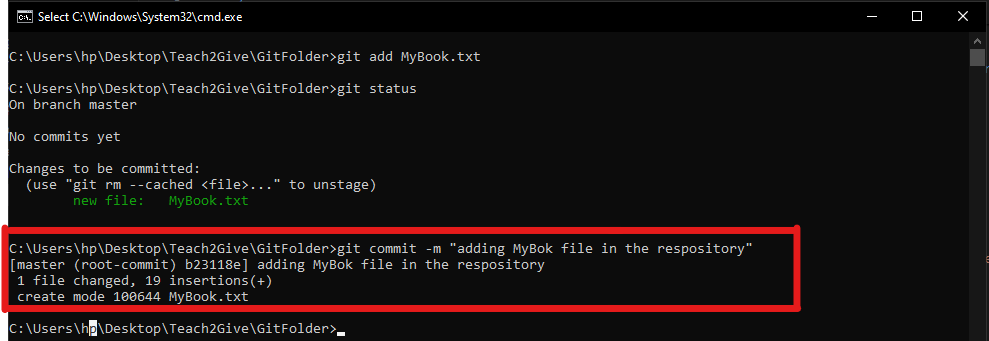 Select C:\Windows\System32\cmd.exe
C:\Users\hp\Desktop\Teach2Give\GitFolder>git add MyBook.txt
C:\Users\hp\Desktop\Teach2Give\GitFolder>git status
On branch master
No commits yet
Changes to be committed:
  (use "git rm --cached <file>..." to unstage)
        new file:   MyBook.txt
C:\Users\hp\Desktop\Teach2Give\GitFolder>git commit -m "adding MyBok file in the respository"
[master (root-commit) b23118e] adding MyBok file in the respository
 1 file changed, 19 insertions(+)
 create mode 100644 MyBook.txt
C:\Users\hp\Desktop\Teach2Give\GitFolder>